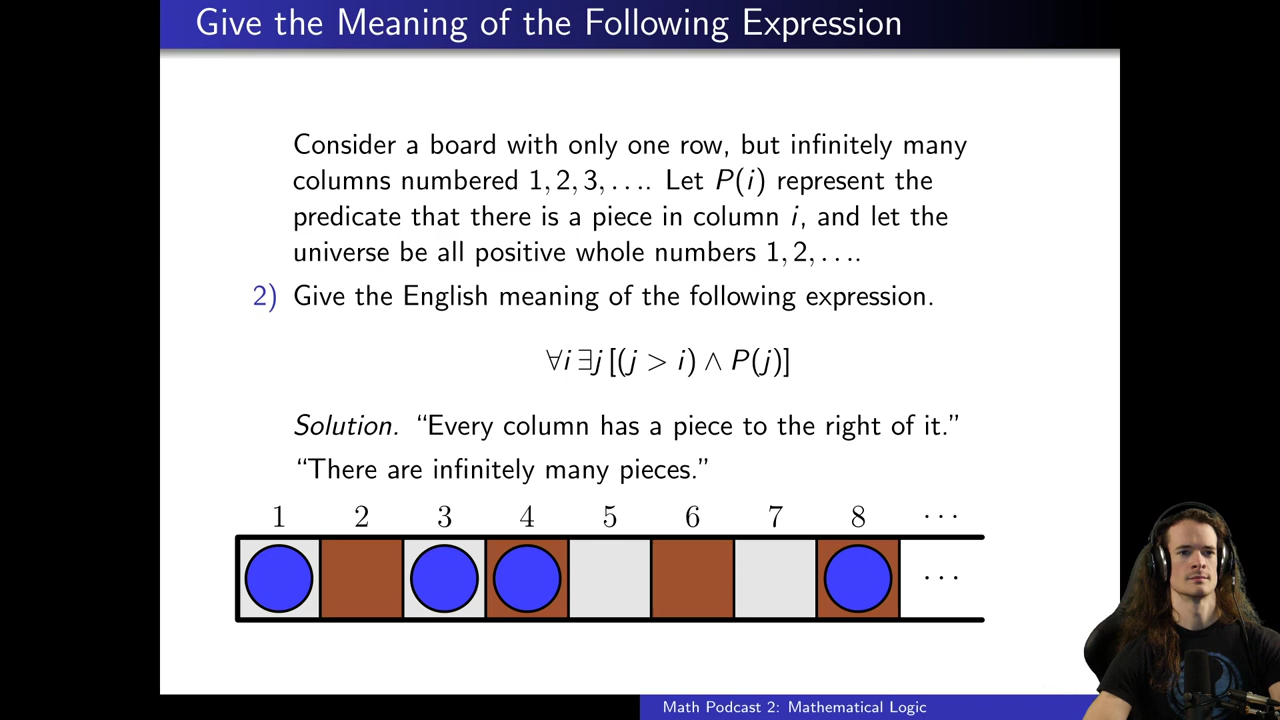 Give the Meaning of the Following Expression
Consider a board with only one row, but infinitely many
columns numbered 1, 2, 3, . . .. Let P(i) represent the
predicate that there is a piece in column i, and let the
universe be all positive whole numbers 1, 2, . . ..
2) Give the English meaning of the following expression.
∀i ∃j [(j > i) ∧ P(j)]
Solution. “Every column has a piece to the right of it.”
“There are infinitely many pieces.”
1 2 3 4 5 6 7 8 ···
···
Math Podcast 2: Mathematical Logic